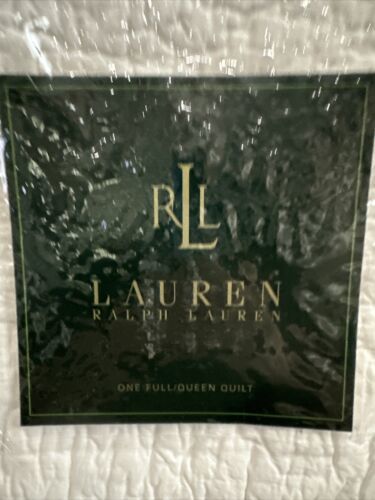 RLL
LAUREN
RALPH LAUREN
ONE FULL/QUEEN QUILT